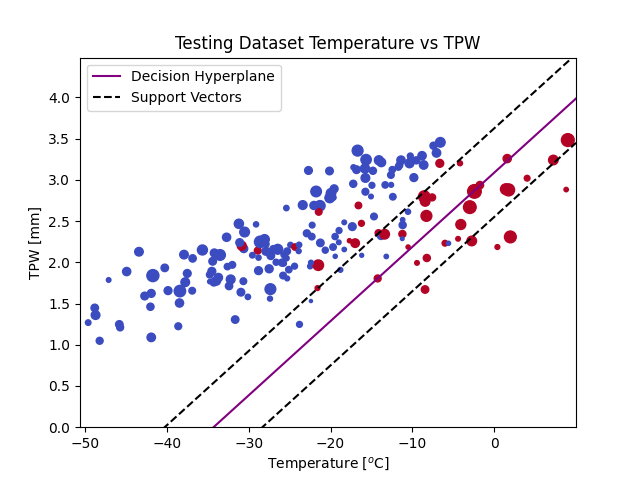 Testing Dataset Temperature vs TPW
Decision Hyperplane
Support Vectors
TPW [mm]
4.0
3.5
3.0
2.5
2.0
1.5
1.0
0.5
0.0
−50 −40 −30 −20 −10 0
Temperature [°C]